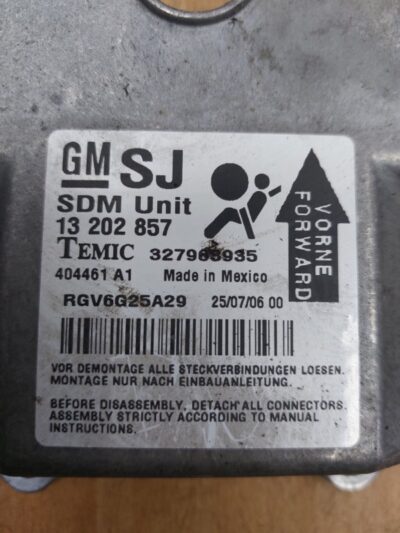 GM SJ
SDM Unit
13 202 857
TEMIC 327963935
404461 A1 Made in Mexico
RGV6G25A29 25/07/06 00
VORNE
FORWARD
VOR DEMONTAGE ALLE STECKVERBINDUNGEN LOESEN.
MONTAGE NUR NACH EINBAUANLEITUNG.
BEFORE DISASSEMBLY, DETACH ALL CONNECTORS.
ASSEMBLY STRICTLY ACCORDING TO MANUAL
INSTRUCTIONS.